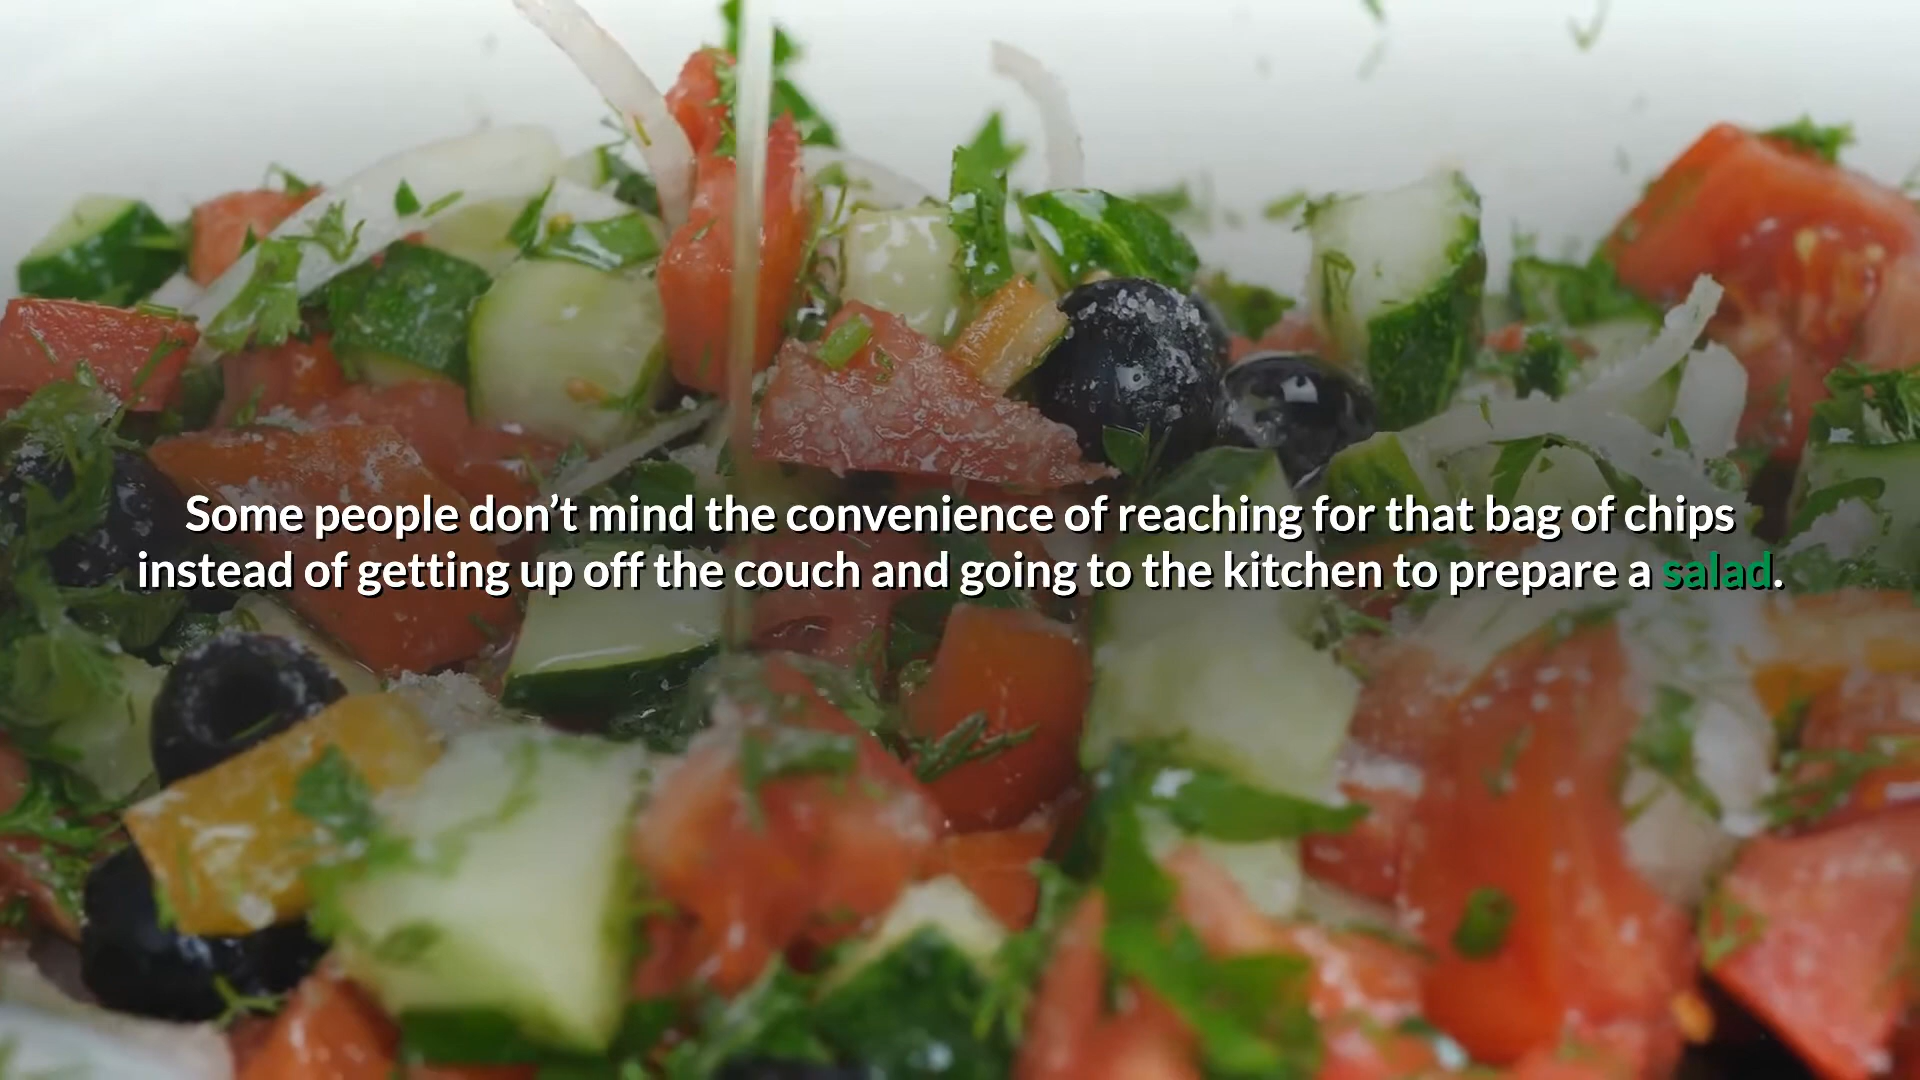 Some people don’t mind the convenience of reaching for that bag of chips
instead of getting up off the couch and going to the kitchen to prepare a salad.